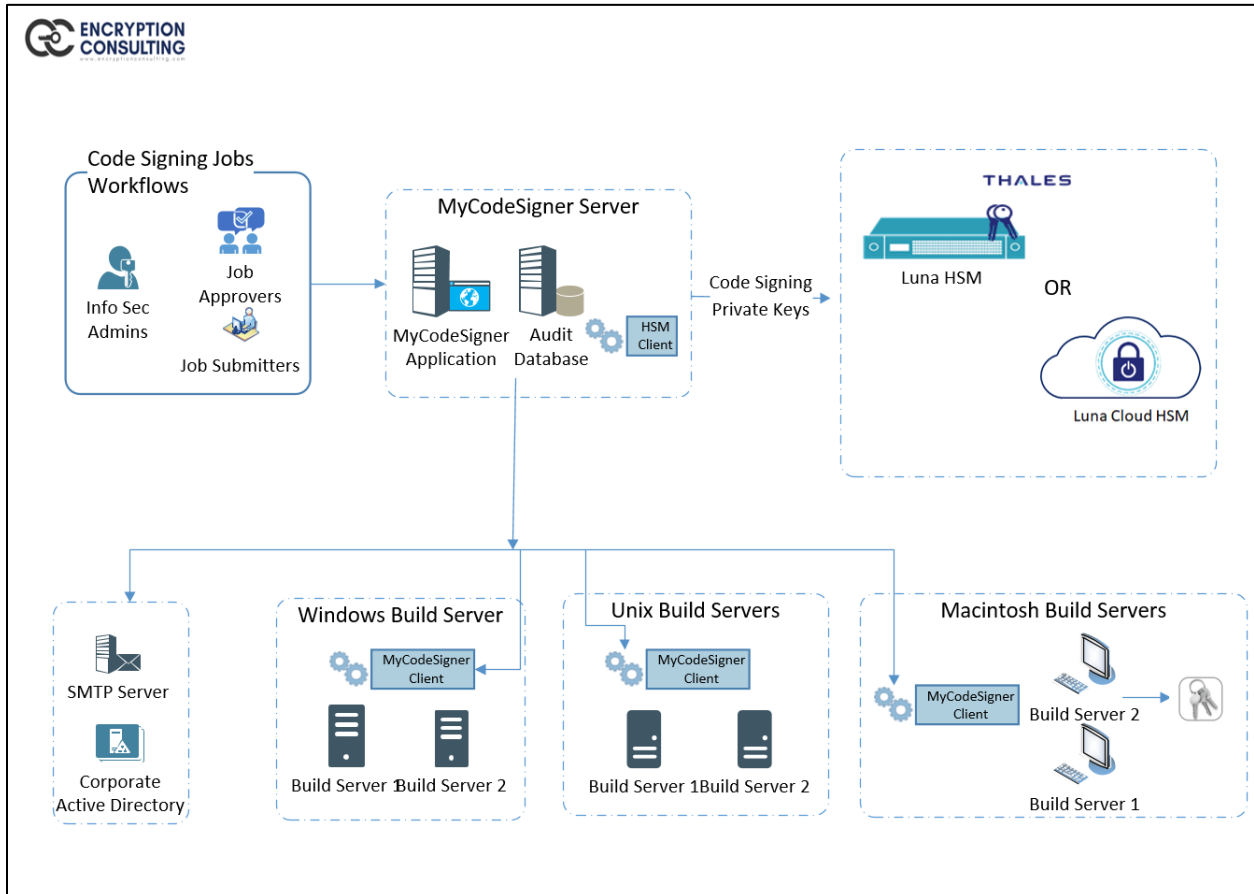 ENCRYPTION
CONSULTING
www.encryptionconsulting.com
Code Signing Jobs
Workflows
Info Sec
Admins
Job
Approvers
Job Submitters
MyCodeSigner Server
MyCodeSigner
Application
Audit
Database
HSM
Client
Code Signing
Private Keys
THALES
Luna HSM
OR
Luna Cloud HSM
SMTP Server
Corporate
Active Directory
Windows Build Server
MyCodeSigner
Client
Build Server 1
Build Server 2
Unix Build Servers
MyCodeSigner
Client
Build Server 1
Build Server 2
Macintosh Build Servers
MyCodeSigner
Client
Build Server 2
Build Server 1